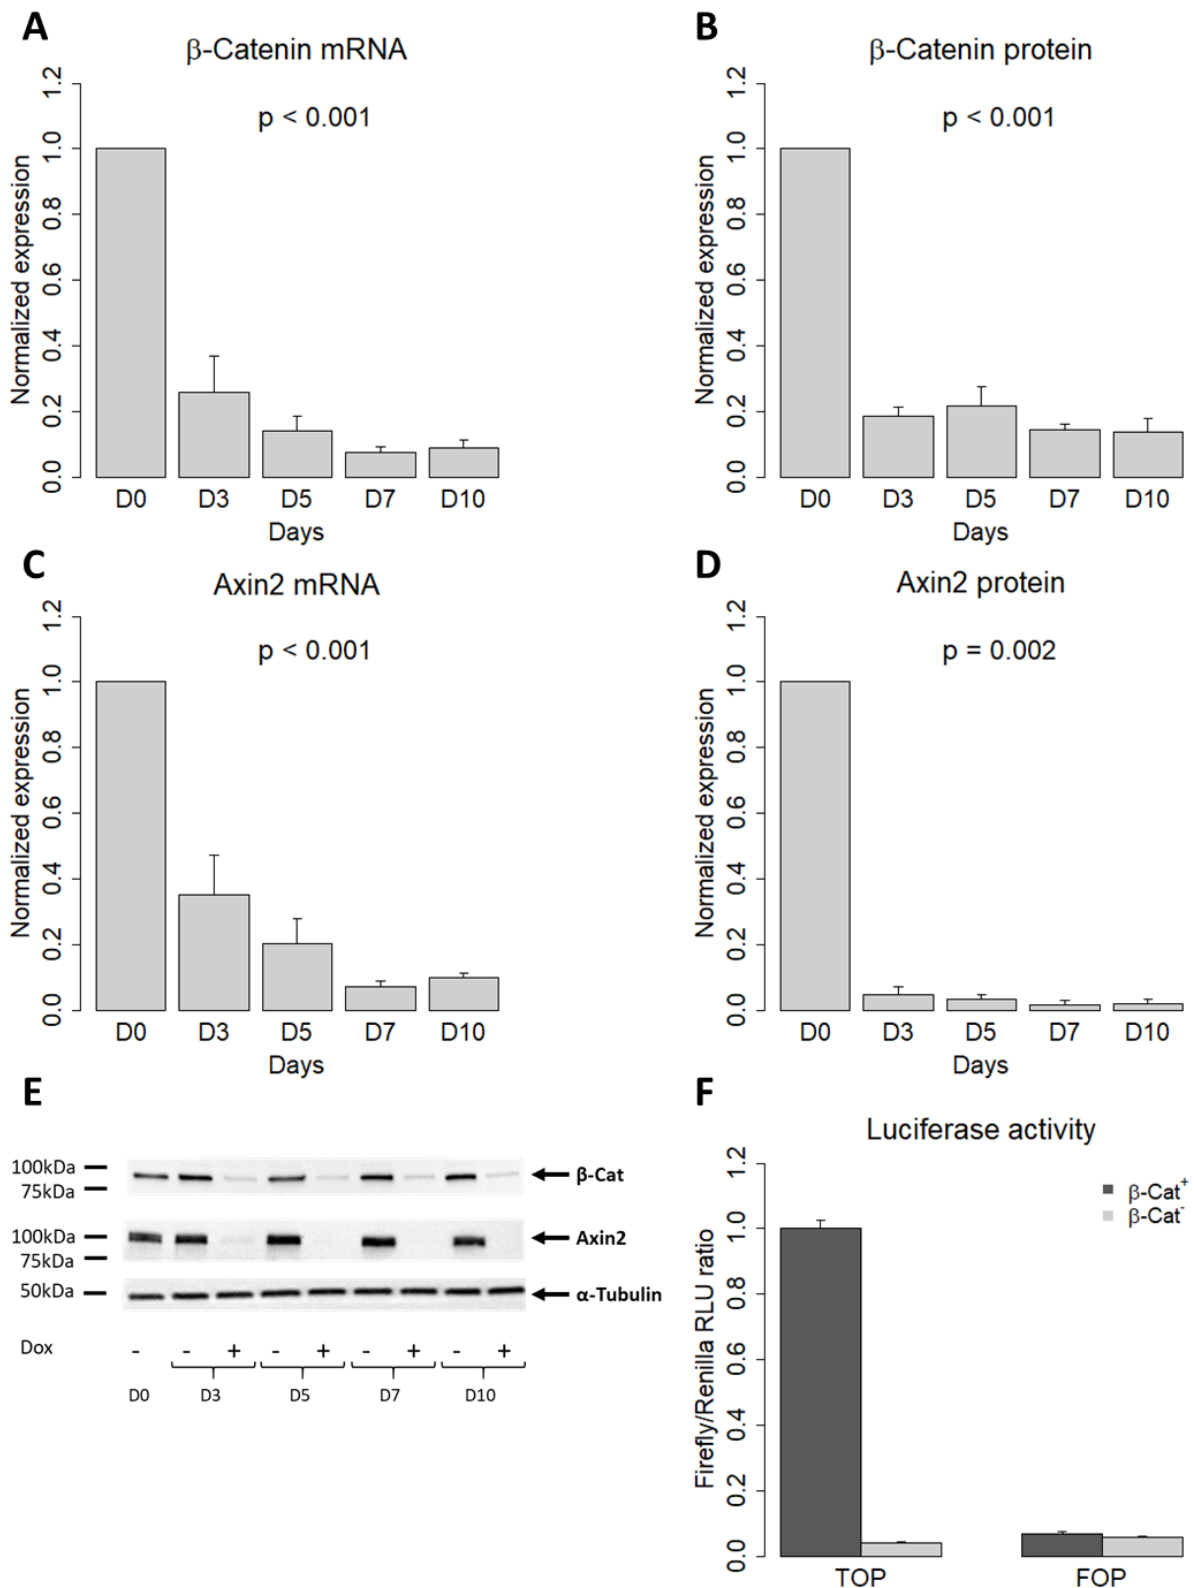 A
β-Catenin mRNA
p < 0.001
Normalized expression
1.2
1.0
0.8
0.6
0.4
0.2
0.0
D0 D3 D5 D7 D10
Days
B
β-Catenin protein
p < 0.001
Normalized expression
1.2
1.0
0.8
0.6
0.4
0.2
0.0
D0 D3 D5 D7 D10
Days
C
Axin2 mRNA
p < 0.001
Normalized expression
1.2
1.0
0.8
0.6
0.4
0.2
0.0
D0 D3 D5 D7 D10
Days
D
Axin2 protein
p = 0.002
Normalized expression
1.2
1.0
0.8
0.6
0.4
0.2
0.0
D0 D3 D5 D7 D10
Days
E
100kDa
75kDa
β-Cat
100kDa
75kDa
Axin2
50kDa
α-Tubulin
Dox - - + - + - + - +
D0 D3 D5 D7 D10
F
Luciferase activity
β-Cat⁺
β-Cat⁻
Firefly/Renilla RLU ratio
1.2
1.0
0.8
0.6
0.4
0.2
0.0
TOP FOP